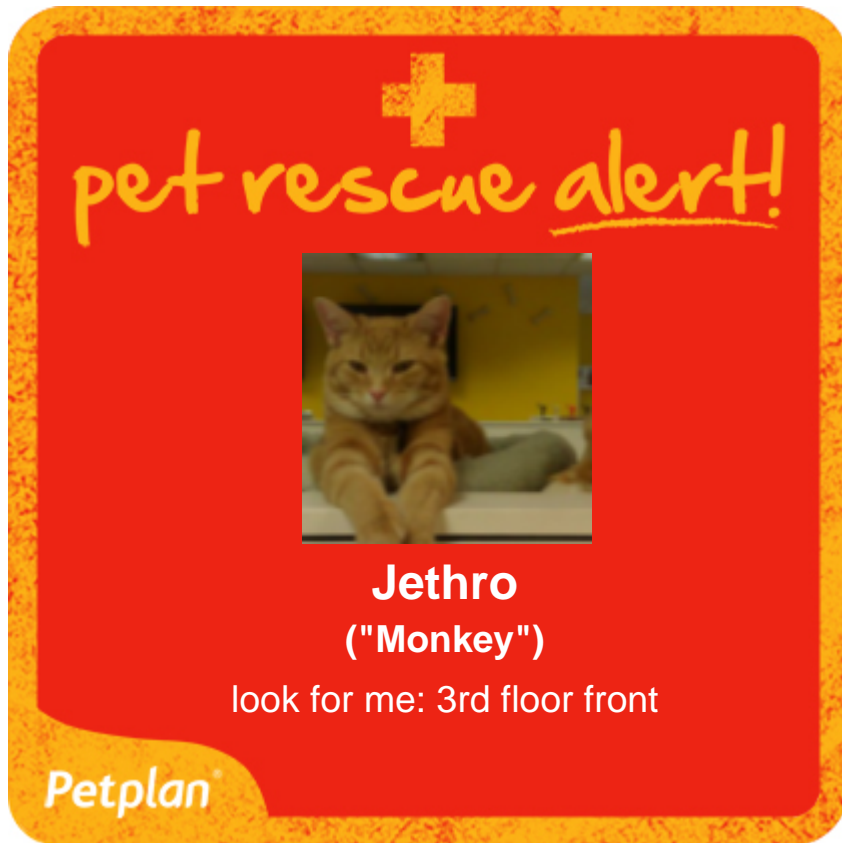 pet rescue alert!
Jethro
("Monkey")
look for me: 3rd floor front
Petplan®